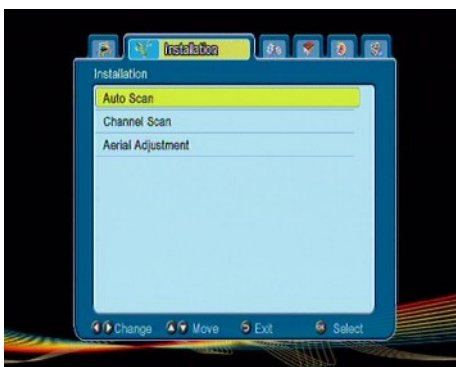 Installation
Installation
Auto Scan
Channel Scan
Aerial Adjustment
Change Move Exit Select